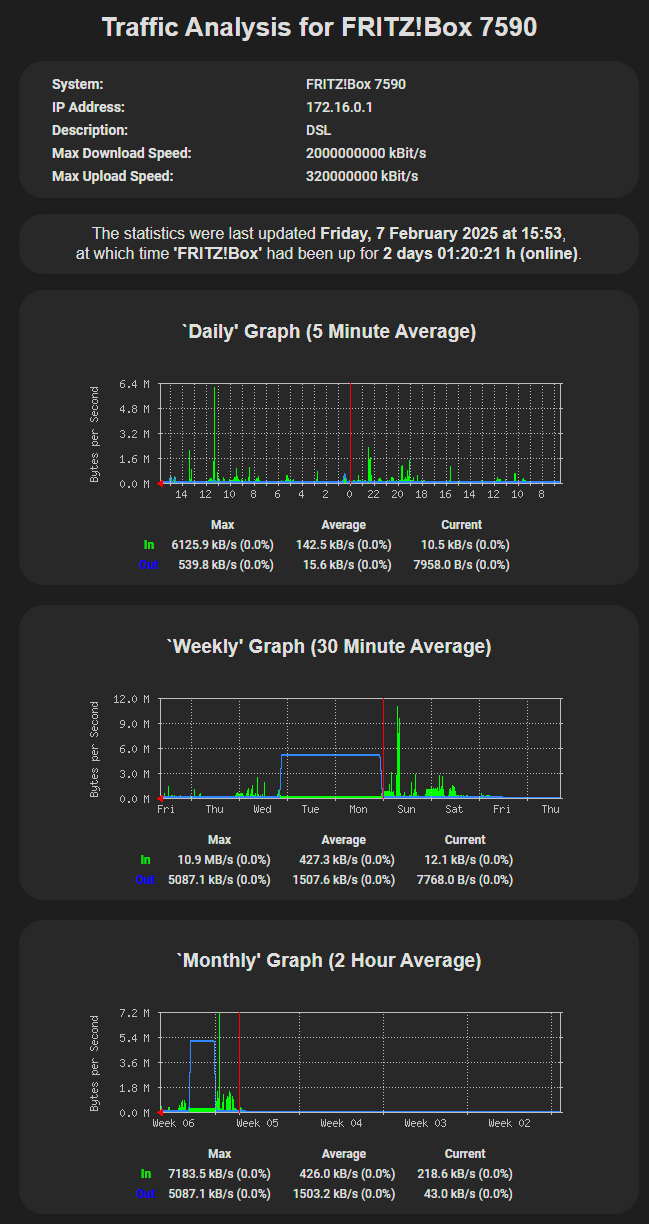 Traffic Analysis for FRITZ!Box 7590
System: FRITZ!Box 7590
IP Address: 172.16.0.1
Description: DSL
Max Download Speed: 2000000000 kBit/s
Max Upload Speed: 320000000 kBit/s
The statistics were last updated Friday, 7 February 2025 at 15:53,
at which time 'FRITZ!Box' had been up for 2 days 01:20:21 h (online).
`Daily' Graph (5 Minute Average)
Bytes per Second
6.4 M
4.8 M
3.2 M
1.6 M
0.0 M
14 12 10 8 6 4 2 0 22 20 18 16 14 12 10 8
Max Average Current
In 6125.9 kB/s (0.0%) 142.5 kB/s (0.0%) 10.5 kB/s (0.0%)
Out 539.8 kB/s (0.0%) 15.6 kB/s (0.0%) 7958.0 B/s (0.0%)
`Weekly' Graph (30 Minute Average)
Bytes per Second
12.0 M
9.0 M
6.0 M
3.0 M
0.0 M
Fri Thu Wed Tue Mon Sun Sat Fri Thu
Max Average Current
In 10.9 MB/s (0.0%) 427.3 kB/s (0.0%) 12.1 kB/s (0.0%)
Out 5087.1 kB/s (0.0%) 1507.6 kB/s (0.0%) 7768.0 B/s (0.0%)
`Monthly' Graph (2 Hour Average)
Bytes per Second
7.2 M
5.4 M
3.6 M
1.8 M
0.0 M
Week 06 Week 05 Week 04 Week 03 Week 02
Max Average Current
In 7183.5 kB/s (0.0%) 426.0 kB/s (0.0%) 218.6 kB/s (0.0%)
Out 5087.1 kB/s (0.0%) 1503.2 kB/s (0.0%) 43.0 kB/s (0.0%)